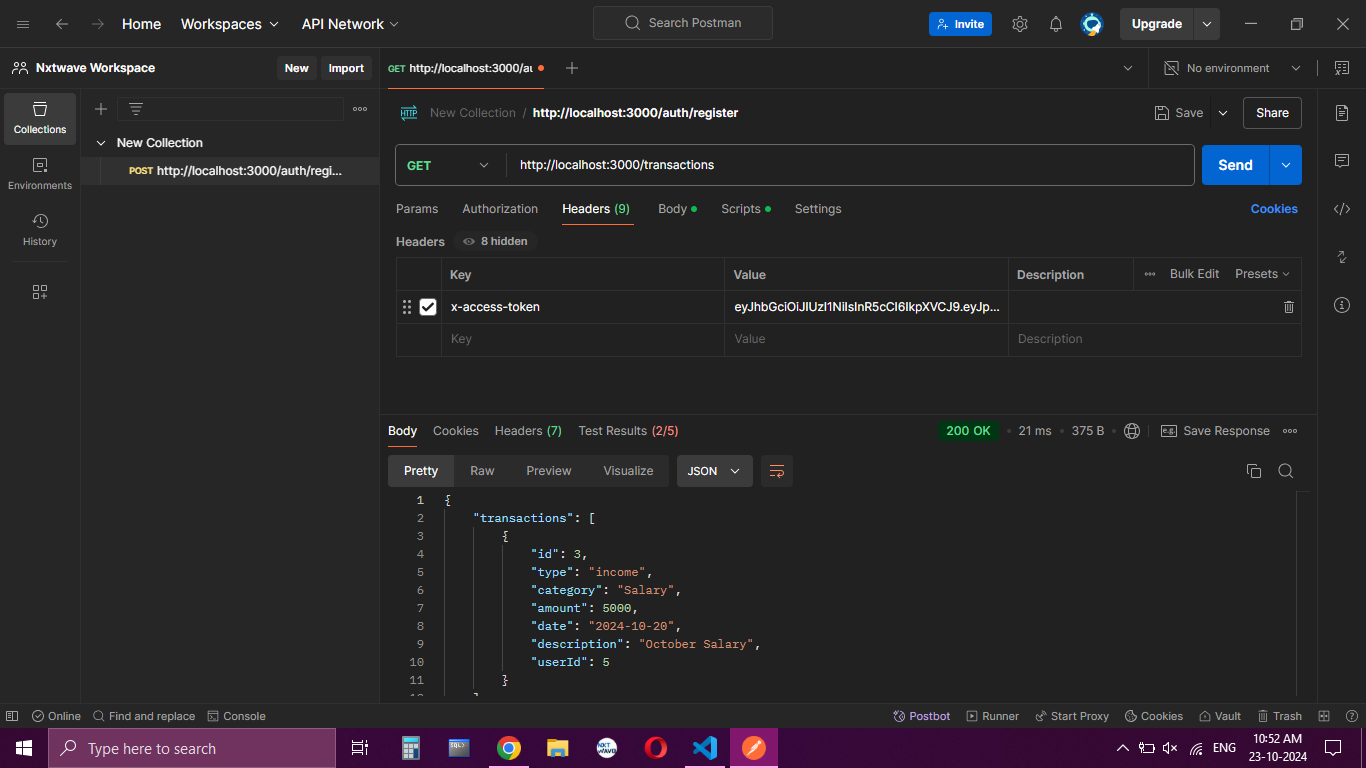 Home Workspaces API Network Search Postman Invite Upgrade
Nxtwave Workspace New Import GET http://localhost:3000/au No environment
Collections
Environments
History
New Collection
POST http://localhost:3000/auth/regi...
HTTP New Collection / http://localhost:3000/auth/register Save Share
GET http://localhost:3000/transactions Send
Params Authorization Headers (9) Body Scripts Settings Cookies
Headers 8 hidden
Key Value Description Bulk Edit Presets
x-access-token eyJhbGciOiJIUzI1NiIsInR5cCI6IkpXVCJ9.eyJp...
Key Value Description
Body Cookies Headers (7) Test Results (2/5) 200 OK 21 ms 375 B e.g. Save Response
Pretty Raw Preview Visualize JSON
1 {
2 "transactions": [
3 {
4 "id": 3,
5 "type": "income",
6 "category": "Salary",
7 "amount": 5000,
8 "date": "2024-10-20",
9 "description": "October Salary",
10 "userId": 5
11 }
Online Find and replace Console Postbot Runner Start Proxy Cookies Vault Trash
Type here to search ENG 10:52 AM
23-10-2024